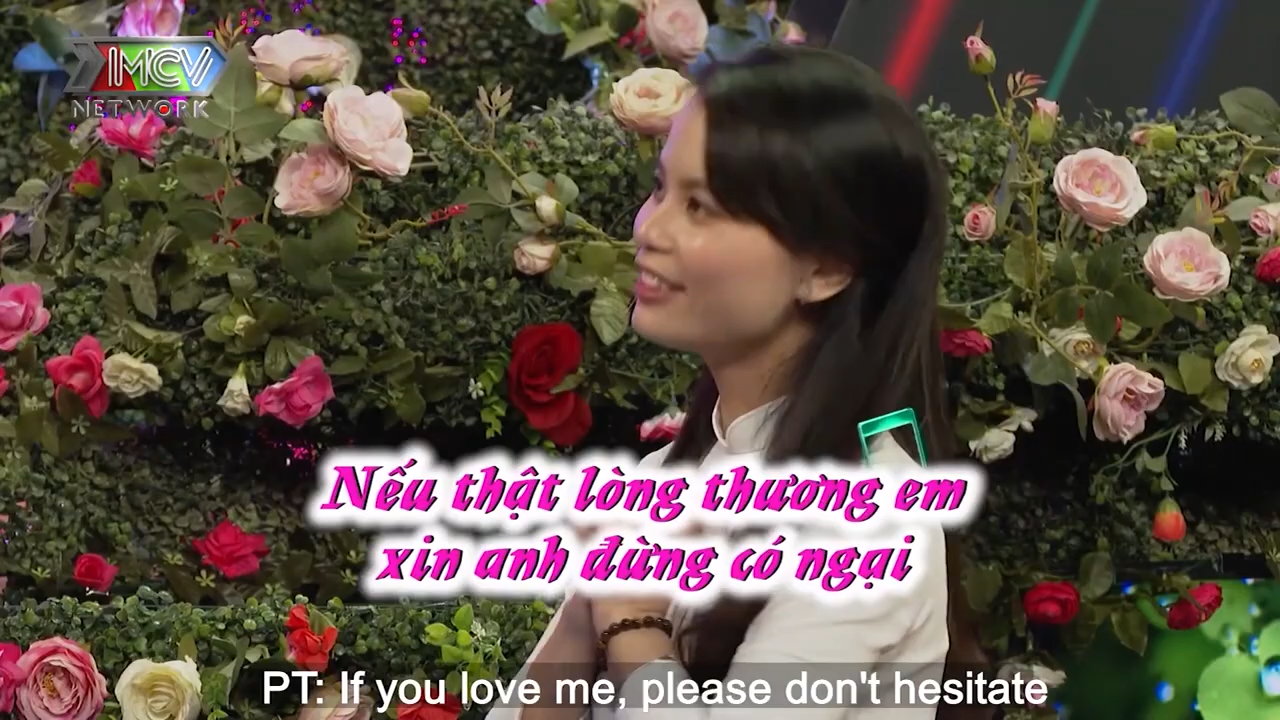 MCV
NETWORK
Nếu thật lòng thương em
xin anh đừng có ngại
PT: If you love me, please don't hesitate